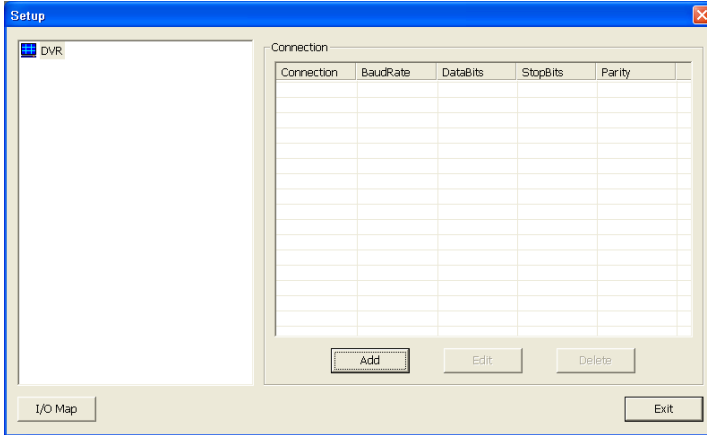 Setup
DVR
Connection
Connection BaudRate DataBits StopBits Parity
Add Edit Delete
I/O Map Exit